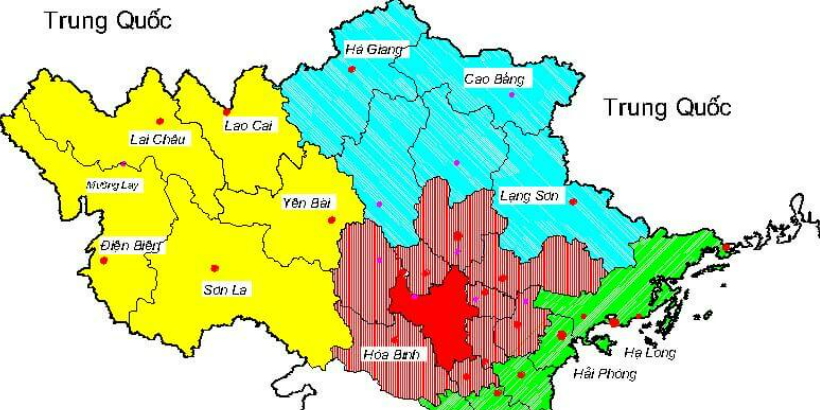 Trung Quốc
Hà Giang
Cao Bằng
Trung Quốc
Lao Cai
Lai Châu
Mường Lay
Lạng Sơn
Yên Bái
Điện Biên
Sơn La
Hòa Bình
Hạ Long
Hải Phòng